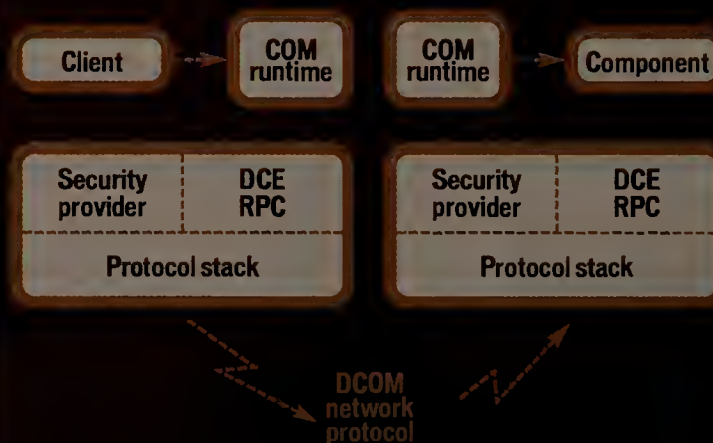 Client
COM
runtime
COM
runtime
Component
Security
provider
DCE
RPC
Protocol stack
Security
provider
DCE
RPC
Protocol stack
DCOM
network
protocol